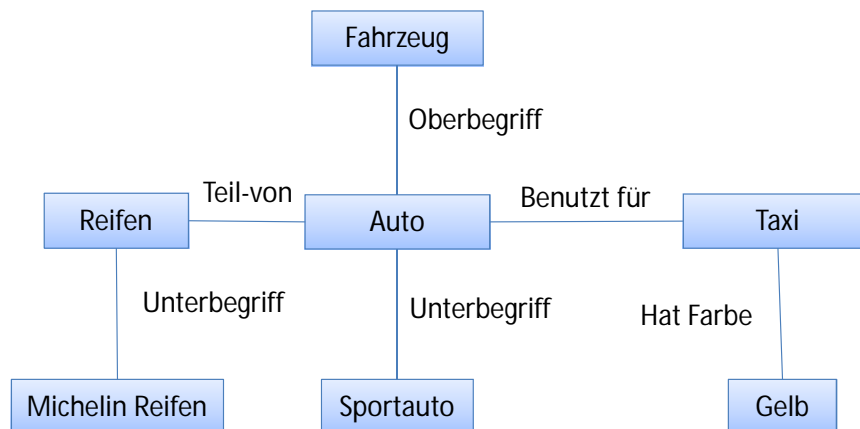 Fahrzeug
Oberbegriff
Teil-von
Benutzt für
Reifen
Auto
Taxi
Unterbegriff
Unterbegriff
Hat Farbe
Michelin Reifen
Sportauto
Gelb